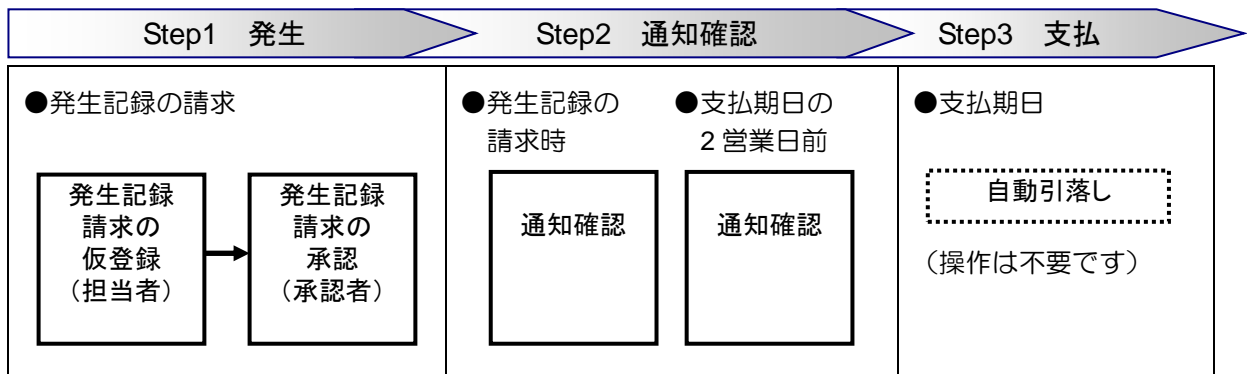 Step1 発生
Step2 通知確認
Step3 支払
●発生記録の請求
発生記録
請求の
仮登録
(担当者)
発生記録
請求の
承認
(承認者)
●発生記録の
請求時
通知確認
●支払期日の
2営業日前
通知確認
●支払期日
自動引落し
(操作は不要です)